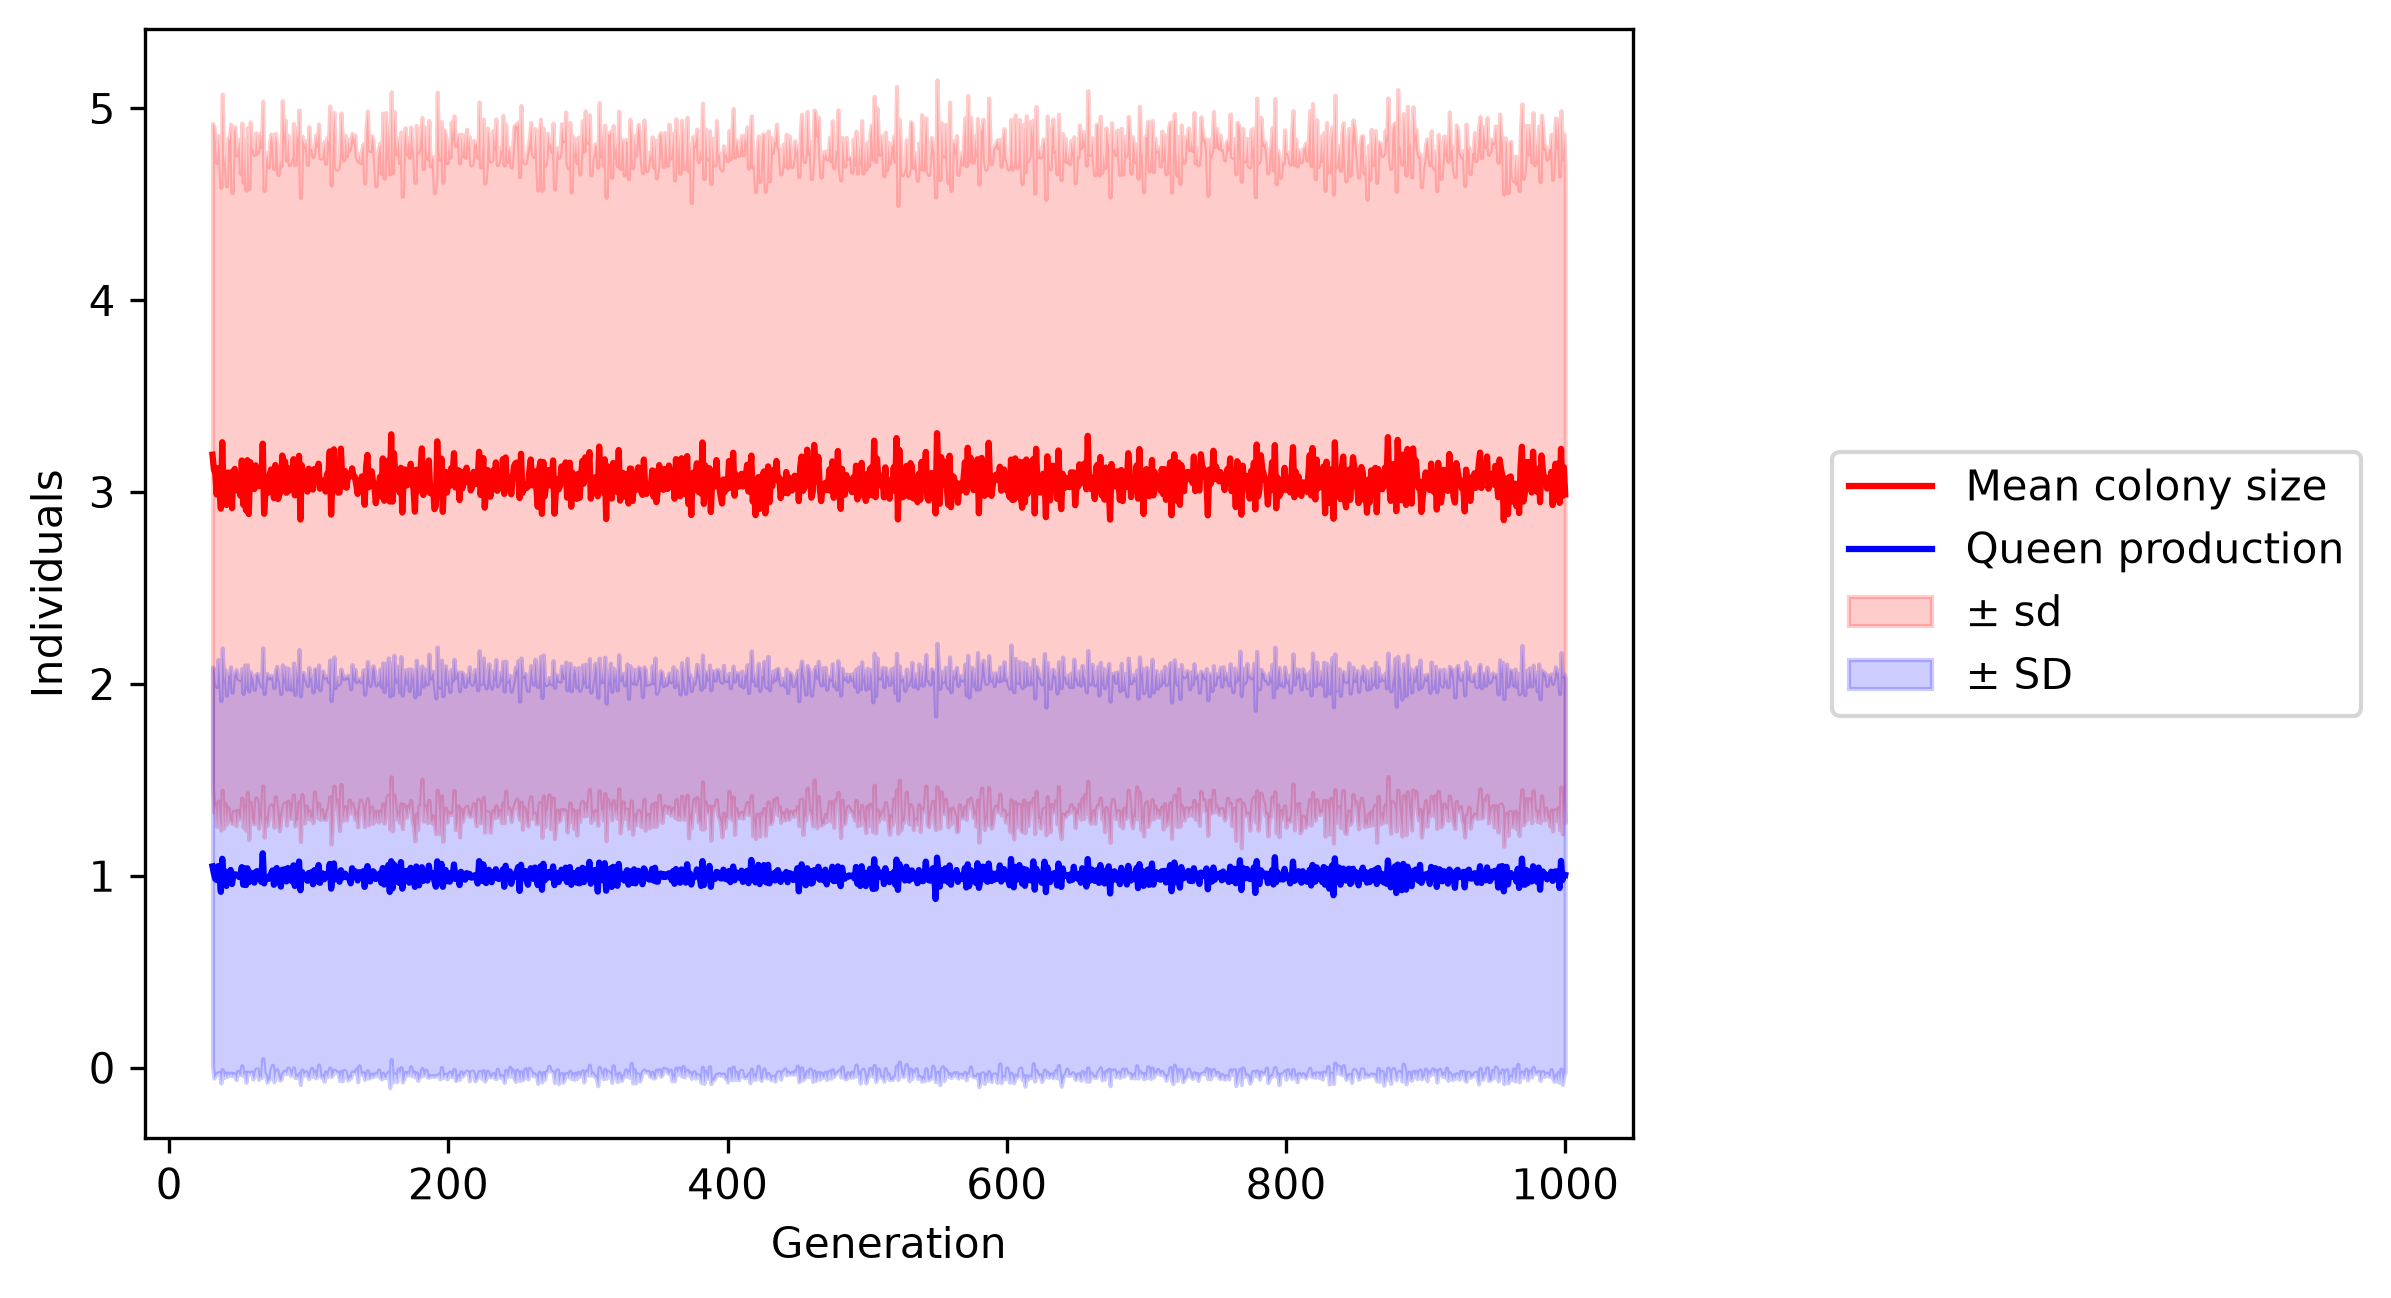 5
4
3
2
1
0
Individuals
0 200 400 600 800 1000
Generation
Mean colony size
Queen production
± sd
± SD